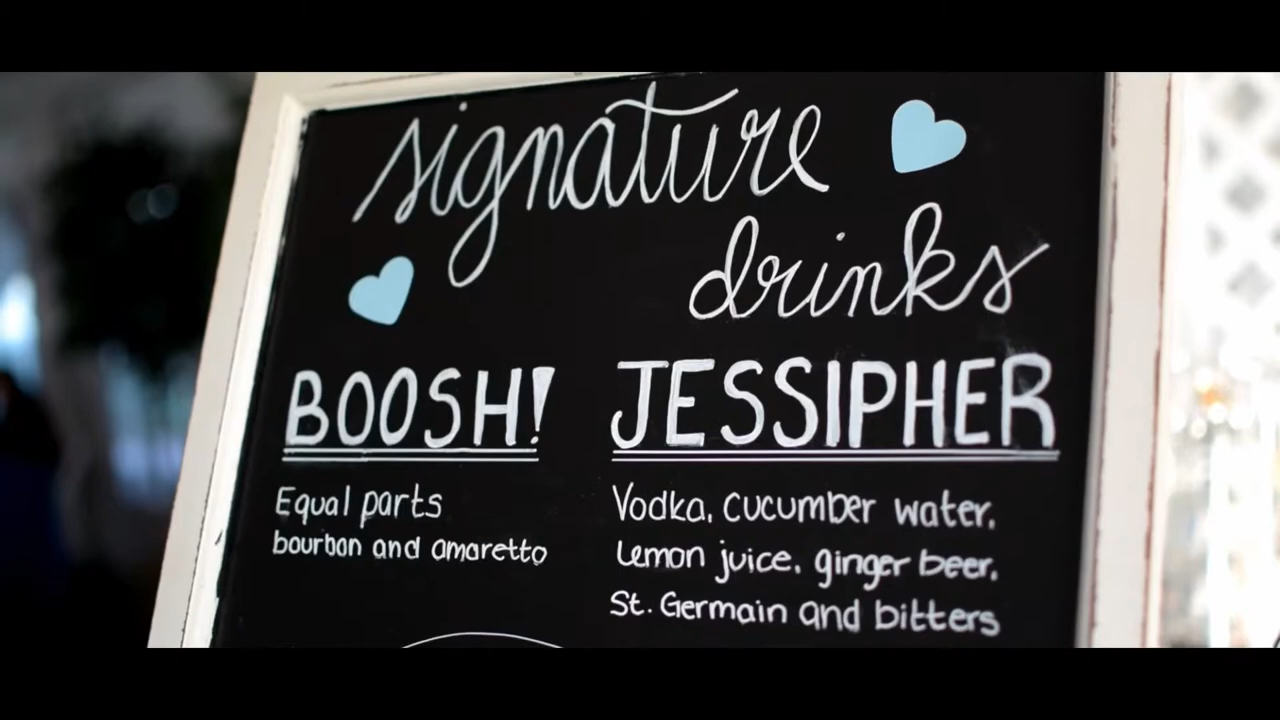 signature
drinks
BOOSH!
Equal parts
bourbon and amaretto
JESSIPHER
Vodka, cucumber water,
Lemon juice, ginger beer,
St. Germain and bitters